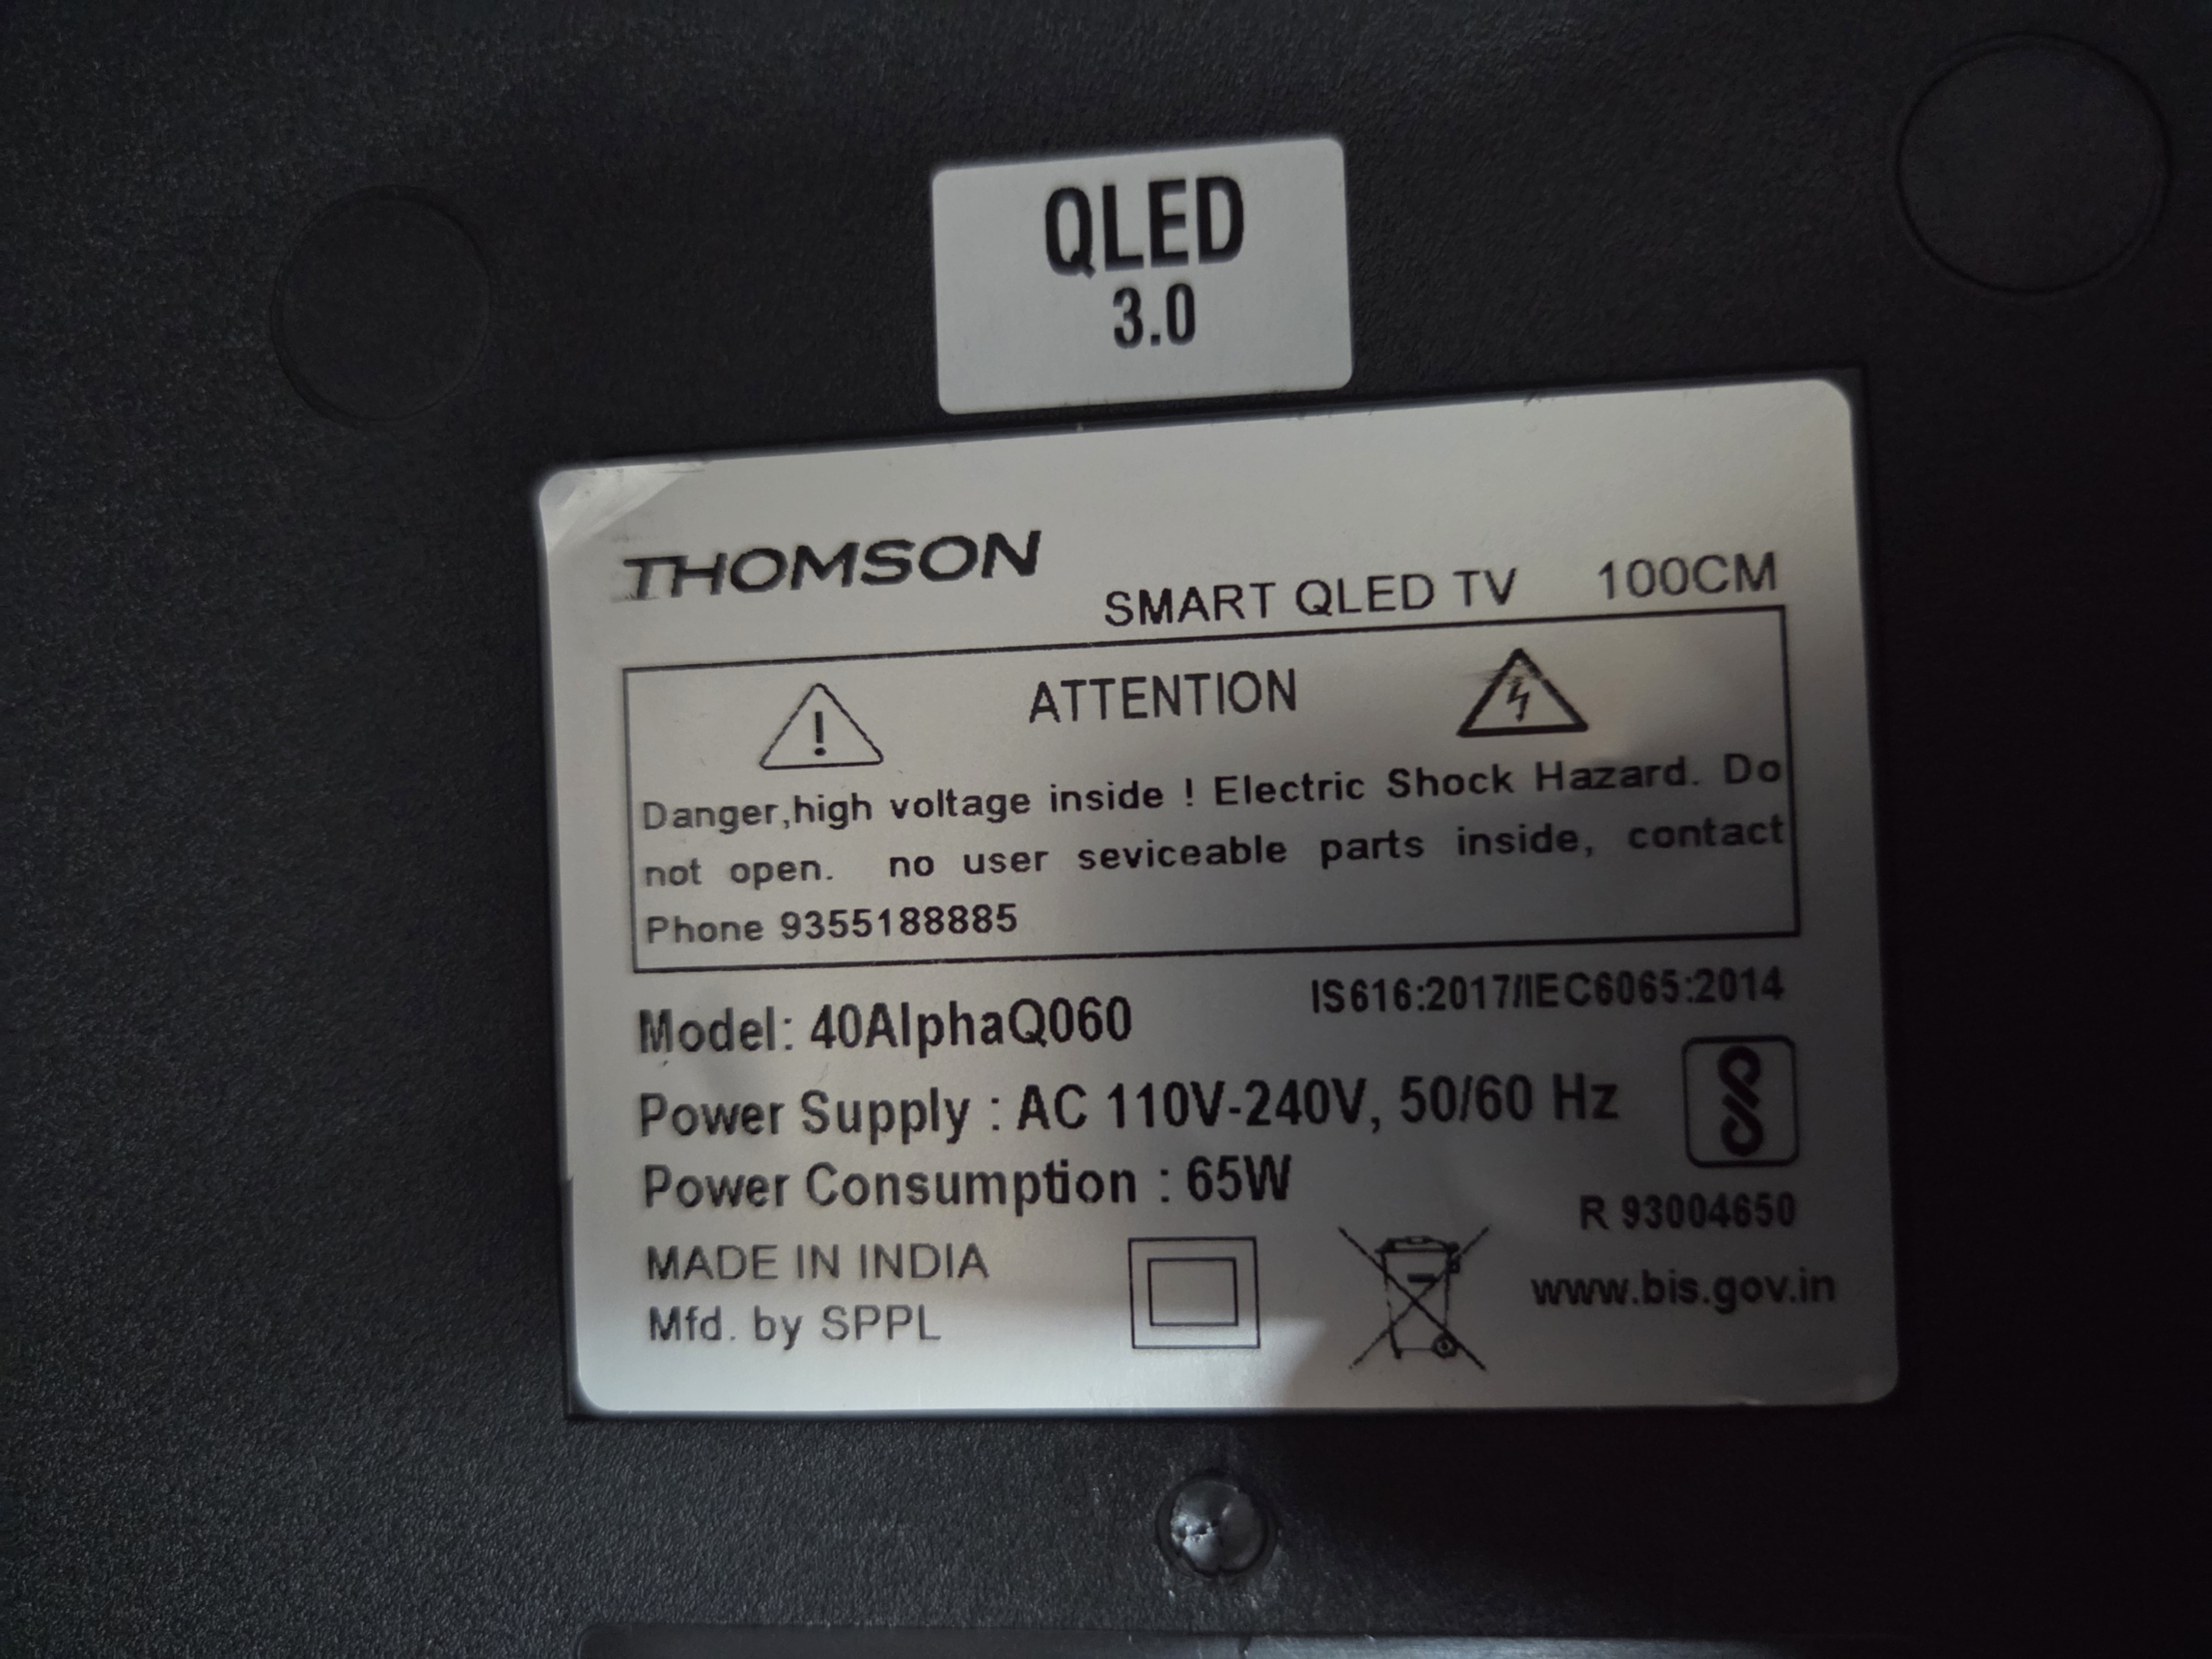 QLED
3.0
THOMSON
SMART QLED TV 100CM
ATTENTION
Danger,high voltage inside ! Electric Shock Hazard. Do
not open. no user seviceable parts inside, contact
Phone 9355188885
IS616:2017/IEC6065:2014
Model: 40AlphaQ060
Power Supply : AC 110V-240V, 50/60 Hz
Power Consumption : 65W
R 93004650
MADE IN INDIA
www.bis.gov.in
Mfd. by SPPL